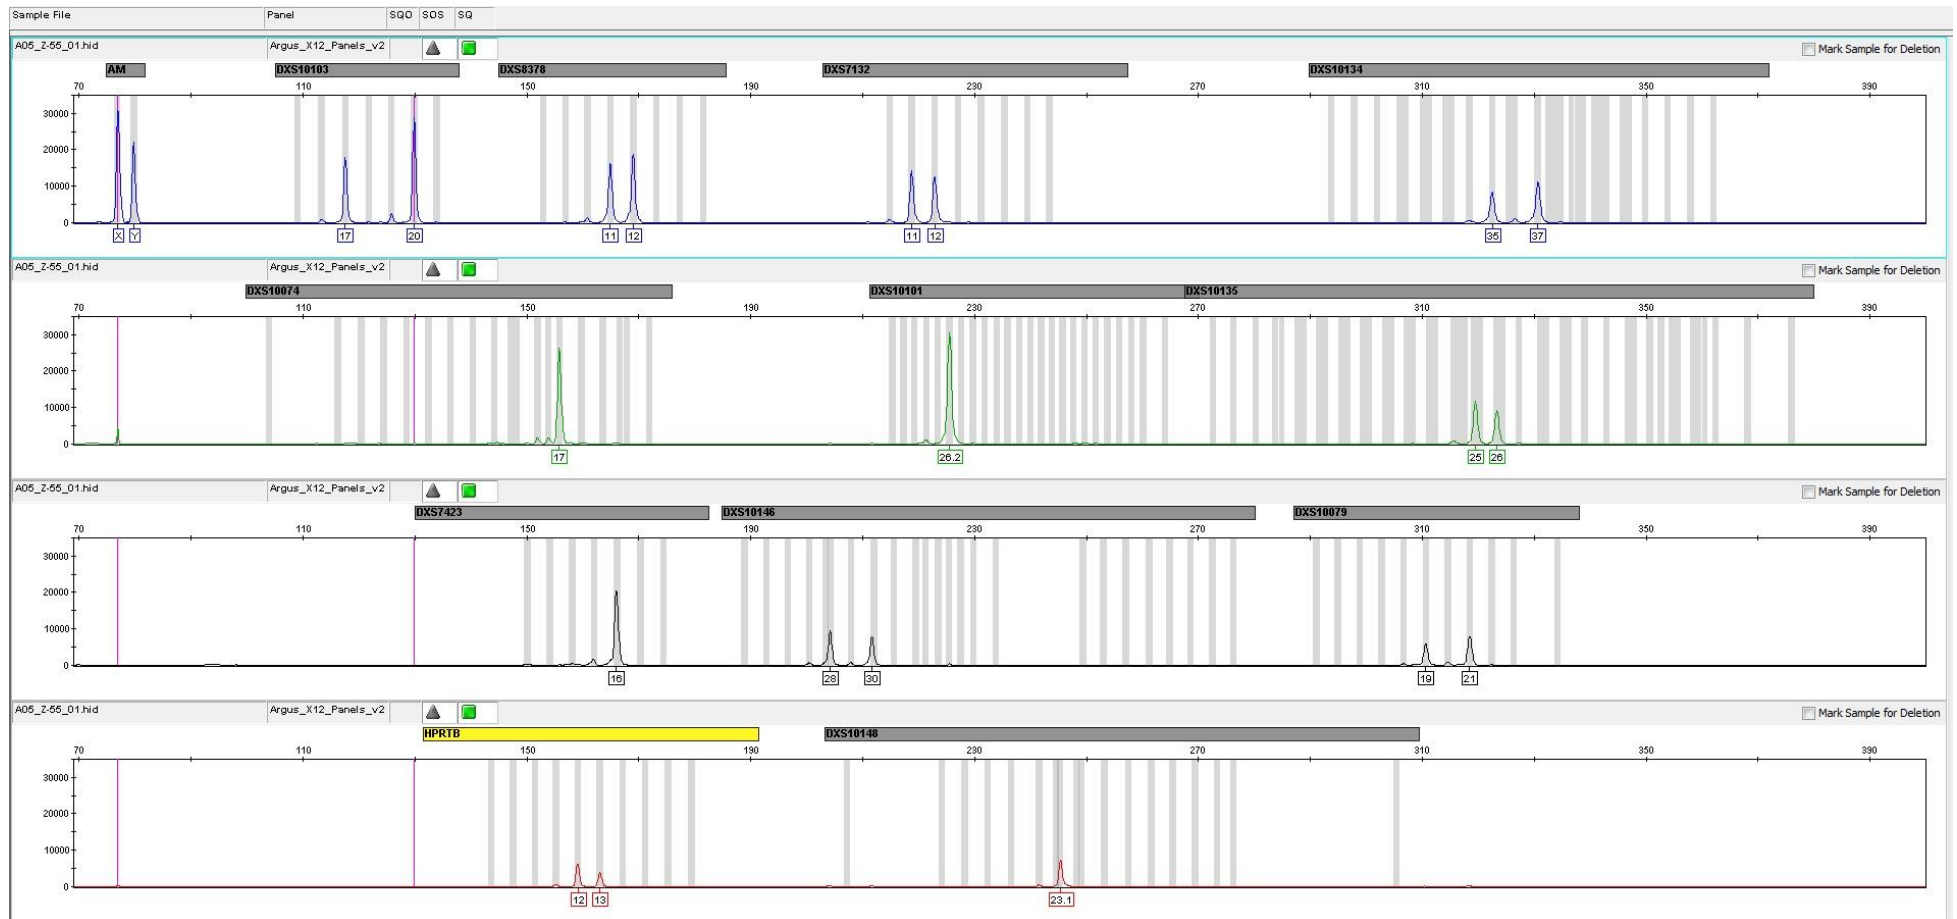 Sample File Panel SQO SOS SQ
A05_Z-55_01.hid Argus_X12_Panels_v2 Mark Sample for Deletion
AM DXS10103 DXS8378 DXS7132 DXS10134
70 110 150 190 230 270 310 350 390
30000
20000
10000
0
X Y 17 20 11 12 11 12 35 37
A05_Z-55_01.hid Argus_X12_Panels_v2 Mark Sample for Deletion
DXS10074 DXS10101 DXS10135
70 110 150 190 230 270 310 350 390
30000
20000
10000
0
17 26.2 25 26
A05_Z-55_01.hid Argus_X12_Panels_v2 Mark Sample for Deletion
DXS7423 DXS10146 DXS10079
70 110 150 190 230 270 310 350 390
30000
20000
10000
0
16 28 30 19 21
A05_Z-55_01.hid Argus_X12_Panels_v2 Mark Sample for Deletion
HPRTB DXS10148
70 110 150 190 230 270 310 350 390
30000
20000
10000
0
12 13 23.1